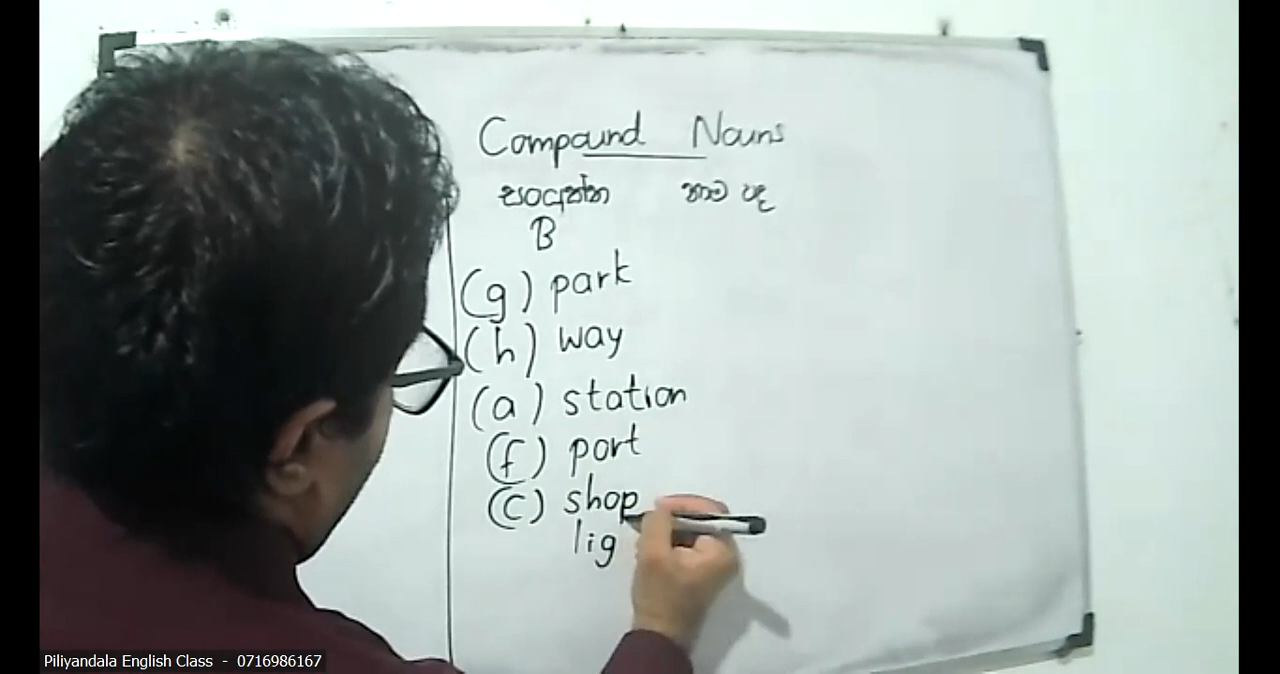 Compound Nouns
සංයුක්ත නාම පද
B
(g) park
(h) way
(a) station
(f) port
(c) shop
lig
Piliyandala English Class - 0716986167